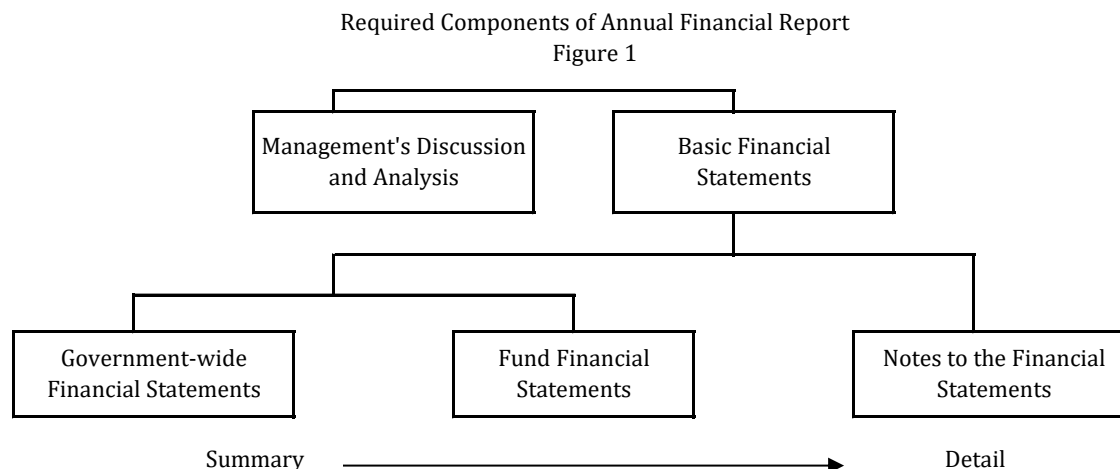 Required Components of Annual Financial Report
Figure 1
Management's Discussion
and Analysis
Basic Financial
Statements
Government-wide
Financial Statements
Fund Financial
Statements
Notes to the Financial
Statements
Summary
Detail